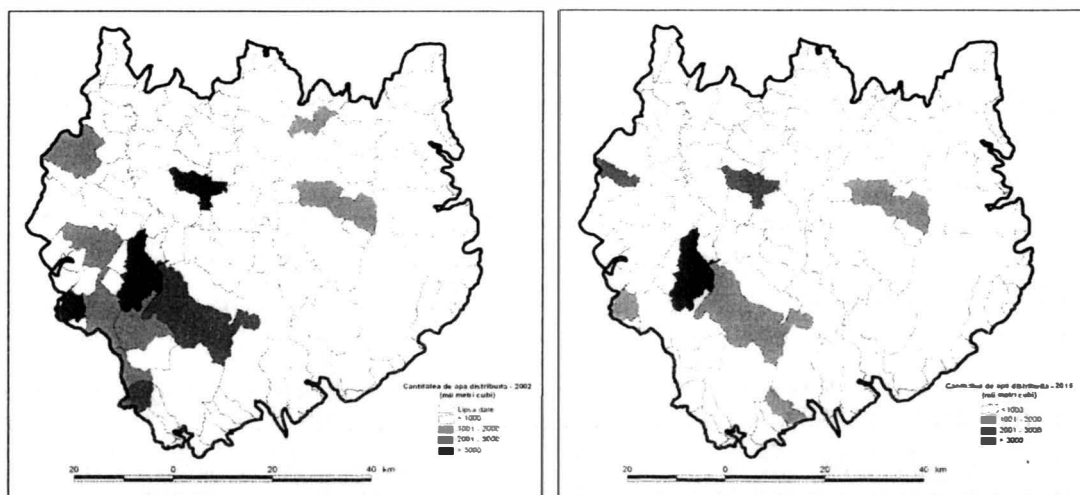 Cantitatea de apa distribuita - 2002
(mii metri cubi)
Lipsa date
< 1000
1001 - 2000
2001 - 3000
> 3000
20 0 20 40 km
(mii metri cubi)
< 1000
1001 - 2000
2001 - 3000
> 3000
20 0 20 40 km